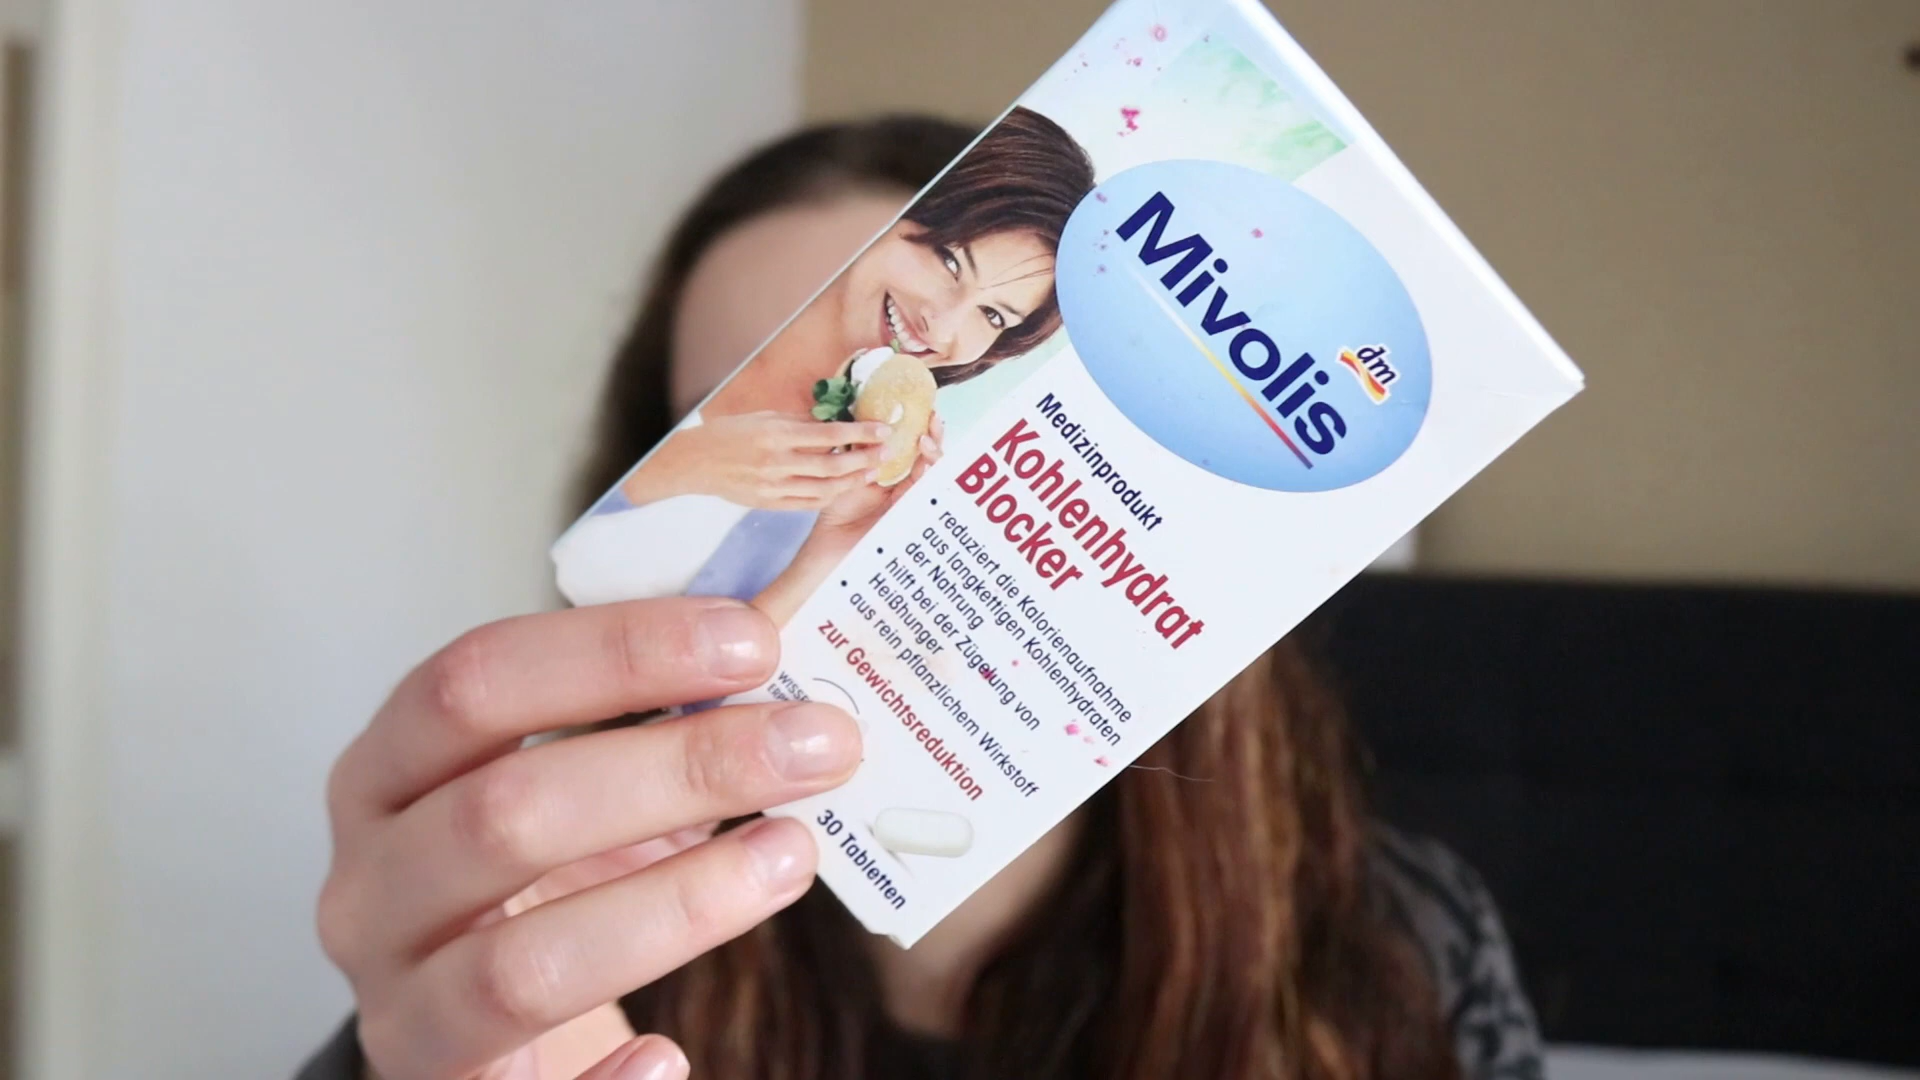 Mivolis
dm
Medizinprodukt
Kohlenhydrat
Blocker
• reduziert die Kalorienaufnahme
aus langkettigen Kohlenhydraten
der Nahrung
• hilft bei der Zügelung von
Heißhunger
• aus rein pflanzlichem Wirkstoff
zur Gewichtsreduktion
30 Tabletten